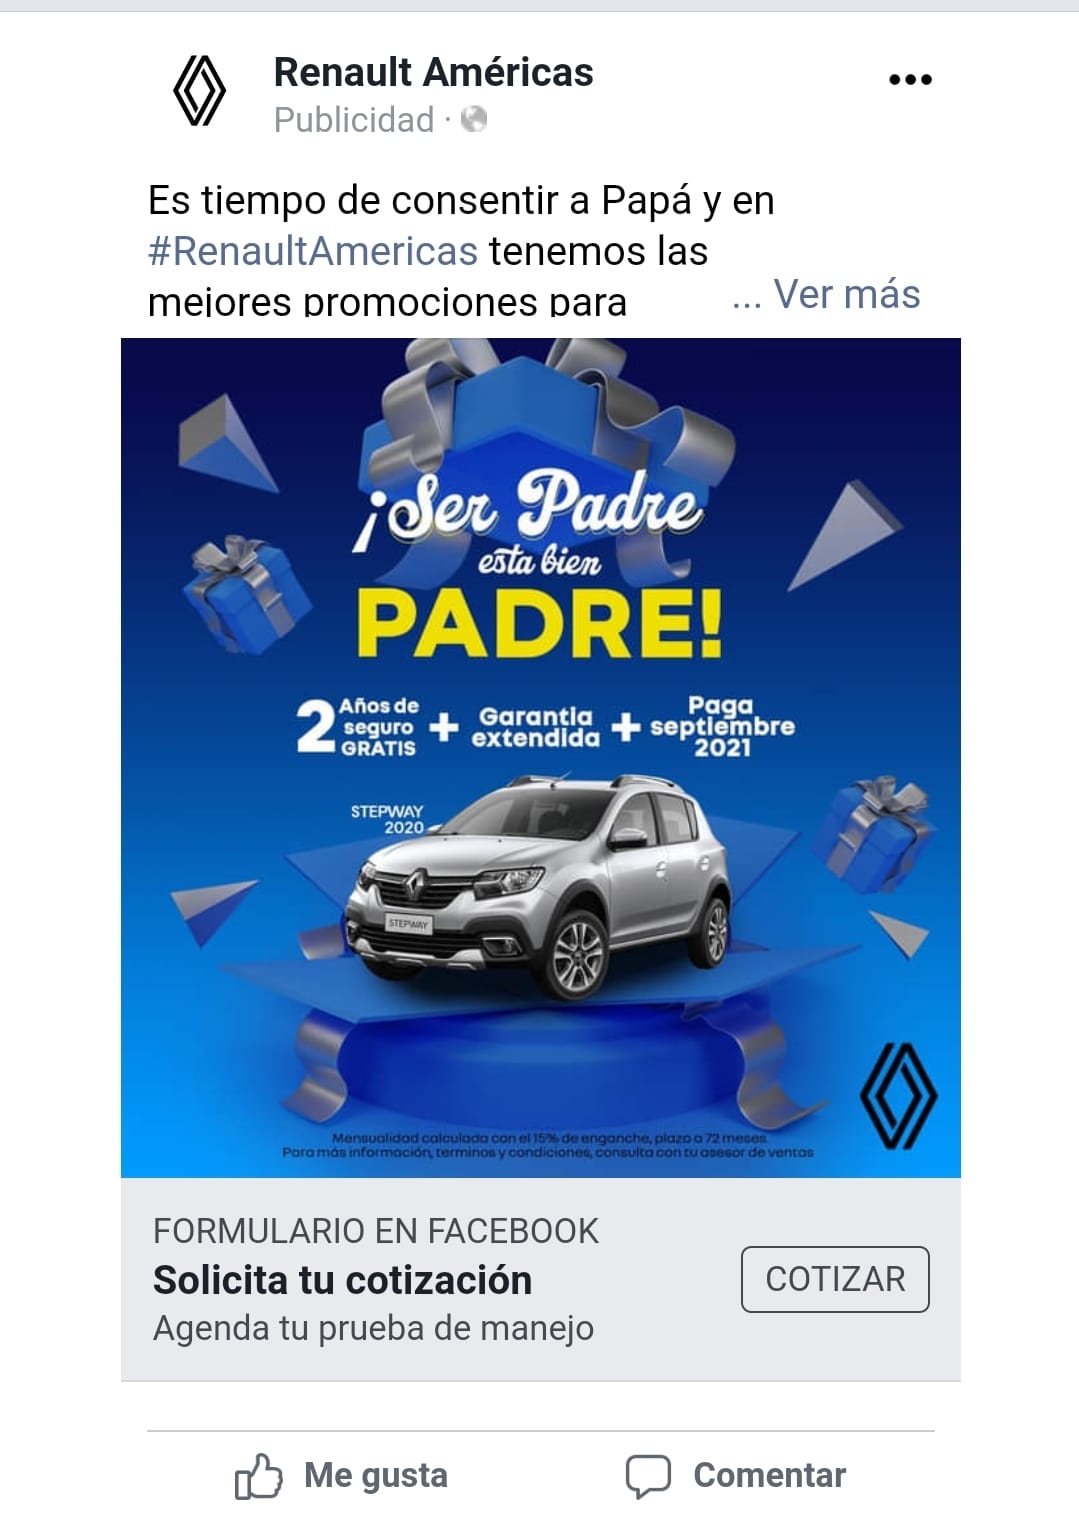 Renault Américas
Publicidad ·
Es tiempo de consentir a Papá y en
#RenaultAmericas tenemos las
mejores promociones para
... Ver más
¡Ser Padre
esta bien
PADRE!
2 Años de
seguro
GRATIS
+
Garantia
extendida
+
Paga
septiembre
2021
STEPWAY
2020
STEPWAY
Mensualidad calculada con el 15% de enganche, plazo a 72 meses.
Para más información, terminos y condiciones, consulta con tu asesor de ventas
FORMULARIO EN FACEBOOK
Solicita tu cotización
Agenda tu prueba de manejo
COTIZAR
Me gusta
Comentar